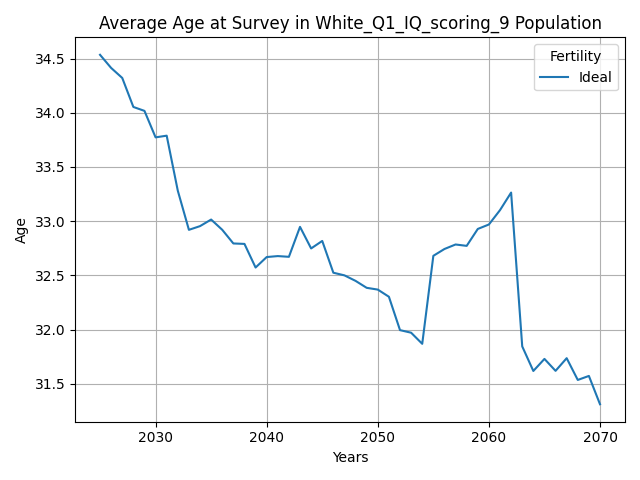 Average Age at Survey in White_Q1_IQ_scoring_9 Population
Fertility
Ideal
34.5
34.0
33.5
33.0
32.5
32.0
31.5
Age
2030 2040 2050 2060 2070
Years